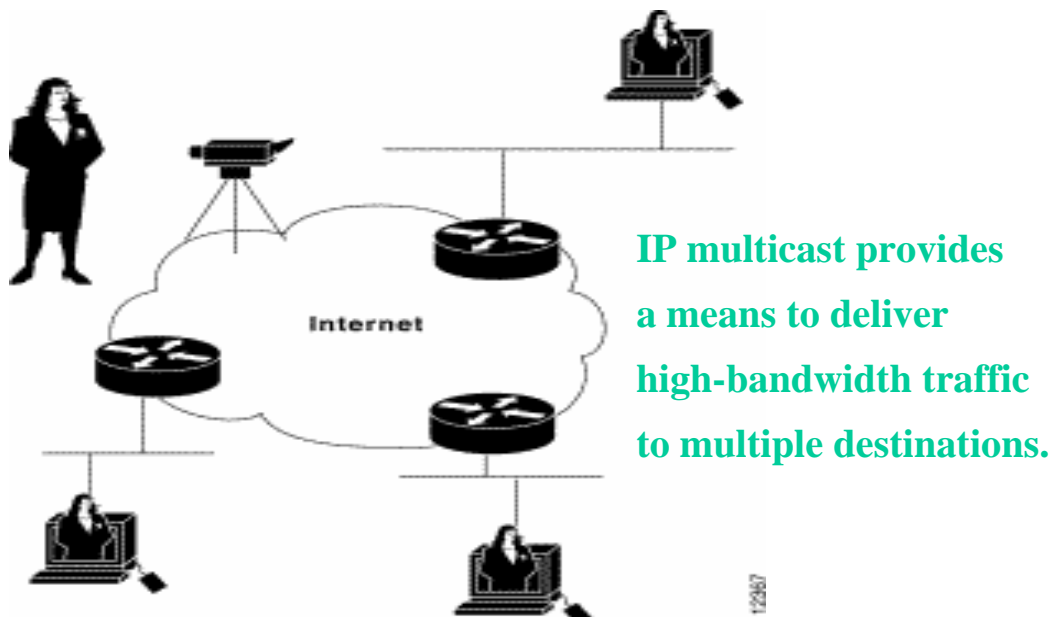 Internet
IP multicast provides
a means to deliver
high-bandwidth traffic
to multiple destinations.
12367